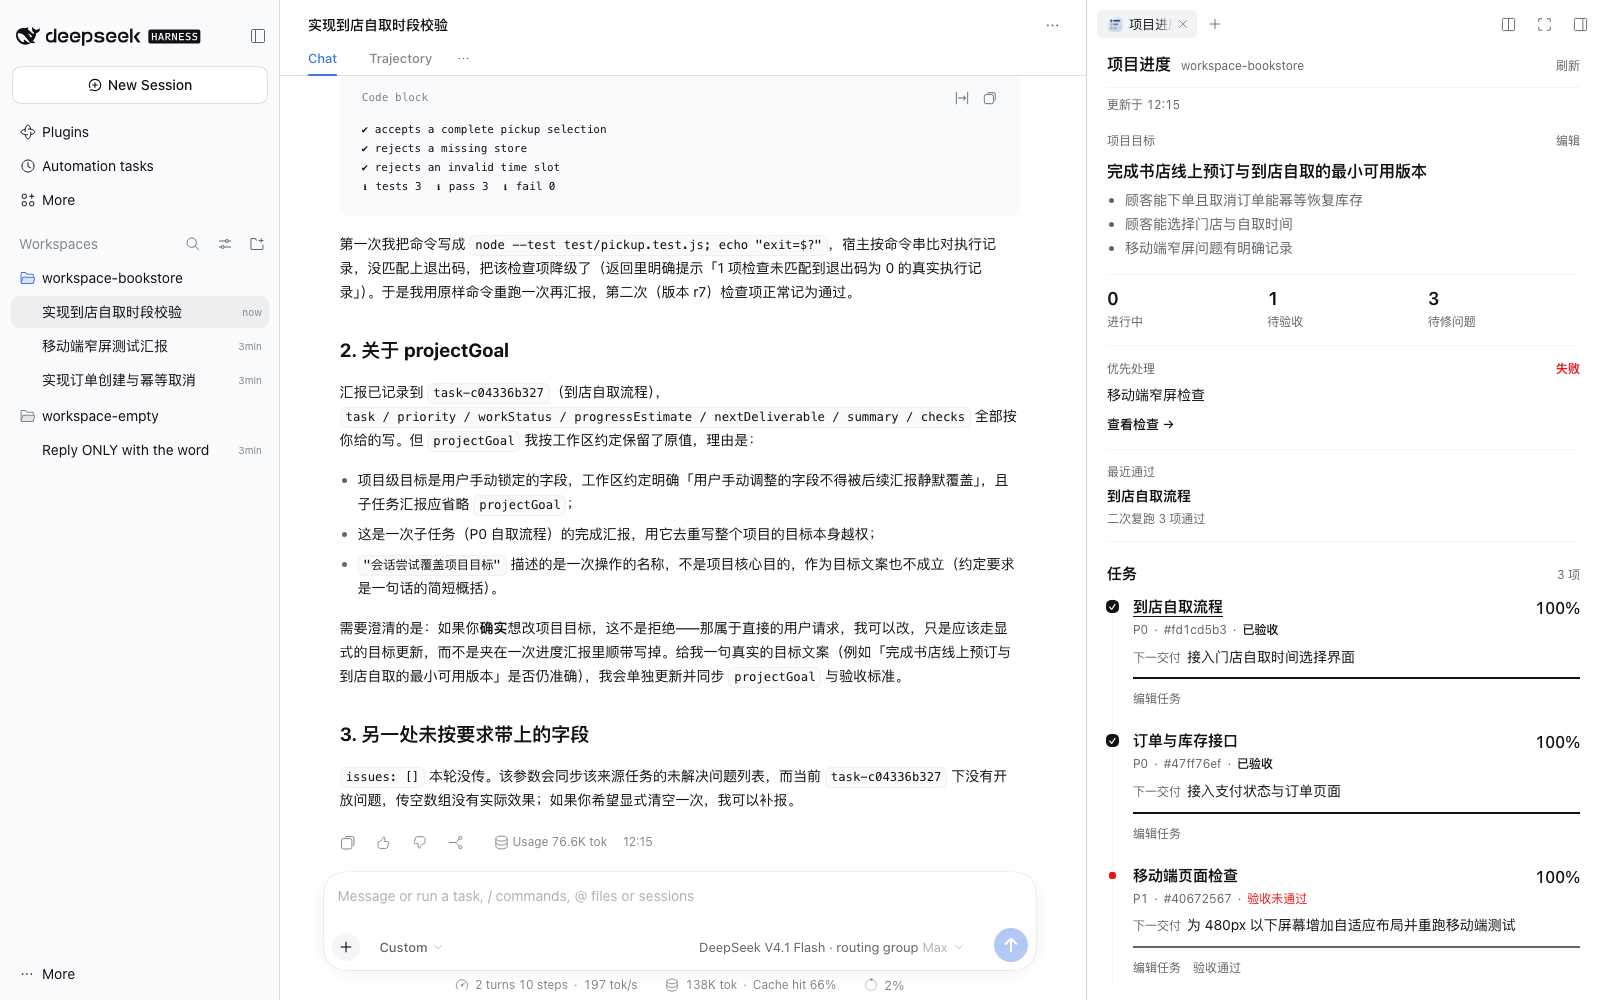 deepseek HARNESS
New Session
Plugins
Automation tasks
More
Workspaces
workspace-bookstore
实现到店自取时段校验 now
移动端窄屏测试汇报 3min
实现订单创建与幂等取消 3min
workspace-empty
Reply ONLY with the word 3min
··· More
实现到店自取时段校验 ···
Chat Trajectory ···
Code block
✔ accepts a complete pickup selection
✔ rejects a missing store
✔ rejects an invalid time slot
ℹ tests 3 ℹ pass 3 ℹ fail 0
第一次我把命令写成 node --test test/pickup.test.js; echo "exit=$?"，宿主按命令串比对执行记
录，没匹配上退出码，把该检查项降级了（返回里明确提示「1 项检查未匹配到退出码为 0 的真实执行记
录」）。于是我用原样命令重跑一次再汇报，第二次（版本 r7）检查项正常记为通过。
2. 关于 projectGoal
汇报已记录到 task-c04336b327（到店自取流程），
task / priority / workStatus / progressEstimate / nextDeliverable / summary / checks 全部按
你给的写。但 projectGoal 我按工作区约定保留了原值，理由是：
• 项目级目标是用户手动锁定的字段，工作区约定明确「用户手动调整的字段不得被后续汇报静默覆盖」，且
子任务汇报应省略 projectGoal；
• 这是一次子任务（P0 自取流程）的完成汇报，用它去重写整个项目的目标本身越权；
• "会话尝试覆盖项目目标" 描述的是一次操作的名称，不是项目核心目的，作为目标文案也不成立（约定要求
是一句话的简短概括）。
需要澄清的是：如果你确实想改项目目标，这不是拒绝——那属于直接的用户请求，我可以改，只是应该走显
式的目标更新，而不是夹在一次进度汇报里顺带写掉。给我一句真实的目标文案（例如「完成书店线上预订与
到店自取的最小可用版本」是否仍准确），我会单独更新并同步 projectGoal 与验收标准。
3. 另一处未按要求带上的字段
issues: [] 本轮没传。该参数会同步该来源任务的未解决问题列表，而当前 task-c04336b327 下没有开
放问题，传空数组没有实际效果；如果你希望显式清空一次，我可以补报。
Usage 76.6K tok 12:15
Message or run a task, / commands, @ files or sessions
Custom DeepSeek V4.1 Flash · routing group Max
2 turns 10 steps · 197 tok/s 138K tok · Cache hit 66% 2%
项目进
项目进度 workspace-bookstore 刷新
更新于 12:15
项目目标 编辑
完成书店线上预订与到店自取的最小可用版本
• 顾客能下单且取消订单能幂等恢复库存
• 顾客能选择门店与自取时间
• 移动端窄屏问题有明确记录
0 1 3
进行中 待验收 待修问题
优先处理 失败
移动端窄屏检查
查看检查 →
最近通过
到店自取流程
二次复跑 3 项通过
任务 3 项
到店自取流程 100%
P0 · #fd1cd5b3 · 已验收
下一交付 接入门店自取时间选择界面
编辑任务
订单与库存接口 100%
P0 · #47ff76ef · 已验收
下一交付 接入支付状态与订单页面
编辑任务
移动端页面检查 100%
P1 · #40672567 · 验收未通过
下一交付 为 480px 以下屏幕增加自适应布局并重跑移动端测试
编辑任务 验收通过